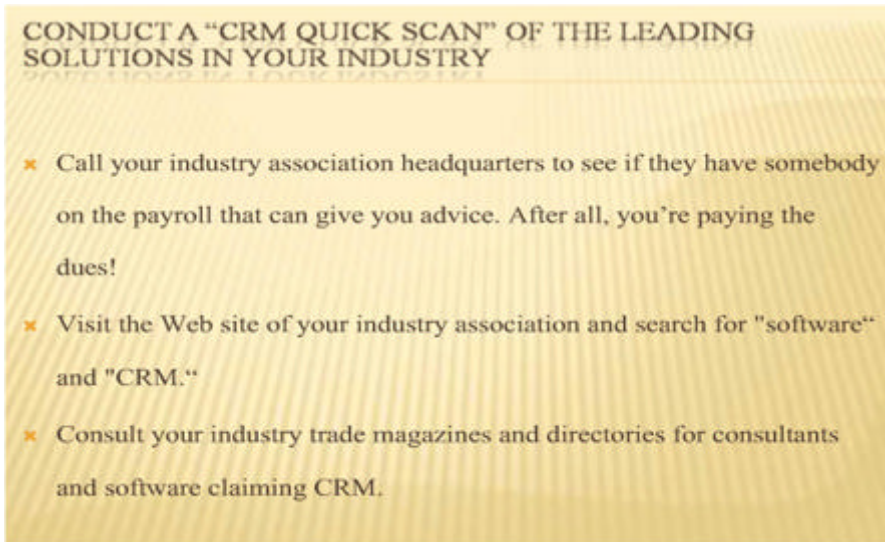 CONDUCT A “CRM QUICK SCAN” OF THE LEADING
SOLUTIONS IN YOUR INDUSTRY
Call your industry association headquarters to see if they have somebody
on the payroll that can give you advice. After all, you’re paying the
dues!
Visit the Web site of your industry association and search for "software“
and "CRM.“
Consult your industry trade magazines and directories for consultants
and software claiming CRM.